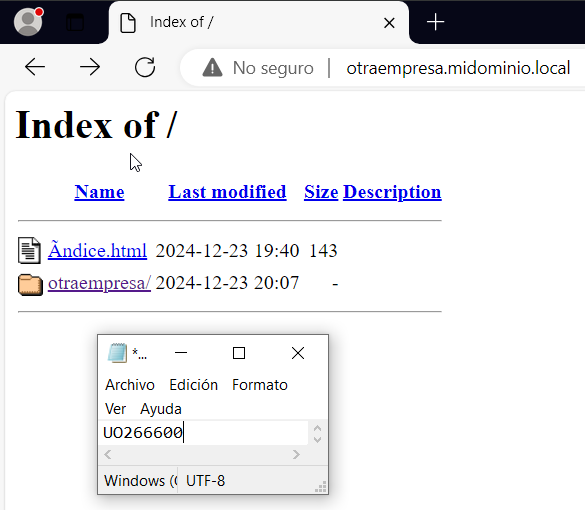 Index of /
No seguro | otraempresa.midominio.local
Index of /
Name Last modified Size Description
Ãndice.html 2024-12-23 19:40 143
otraempresa/ 2024-12-23 20:07 -
*...
Archivo Edición Formato
Ver Ayuda
UO266600
Windows (C UTF-8